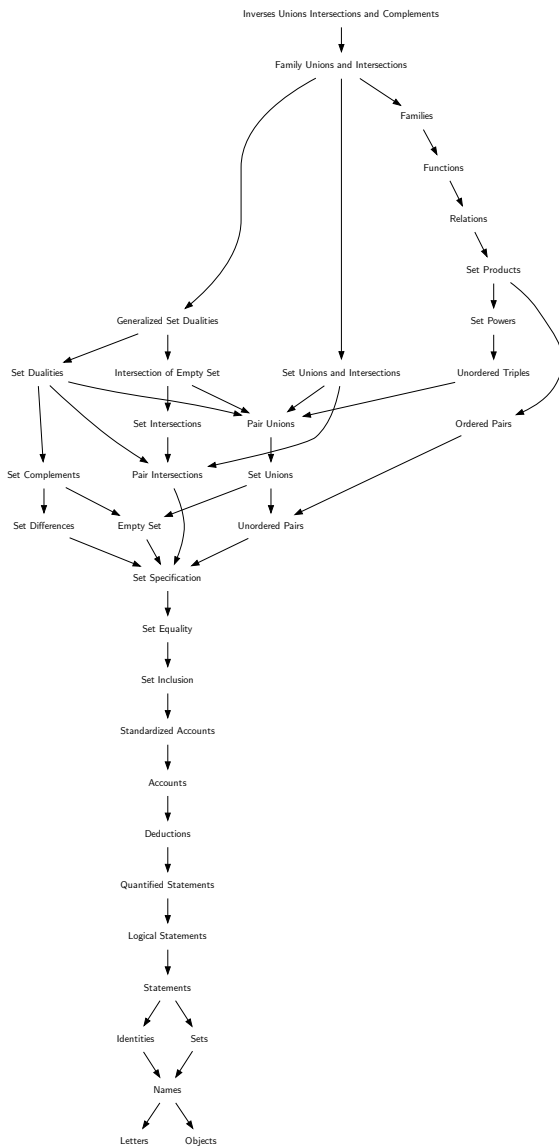 Inverses Unions Intersections and Complements
Family Unions and Intersections
Families
Functions
Relations
Set Products
Generalized Set Dualities
Set Powers
Set Dualities
Intersection of Empty Set
Set Unions and Intersections
Unordered Triples
Set Intersections
Pair Unions
Ordered Pairs
Set Complements
Pair Intersections
Set Unions
Set Differences
Empty Set
Unordered Pairs
Set Specification
Set Equality
Set Inclusion
Standardized Accounts
Accounts
Deductions
Quantified Statements
Logical Statements
Statements
Identities
Sets
Names
Letters
Objects